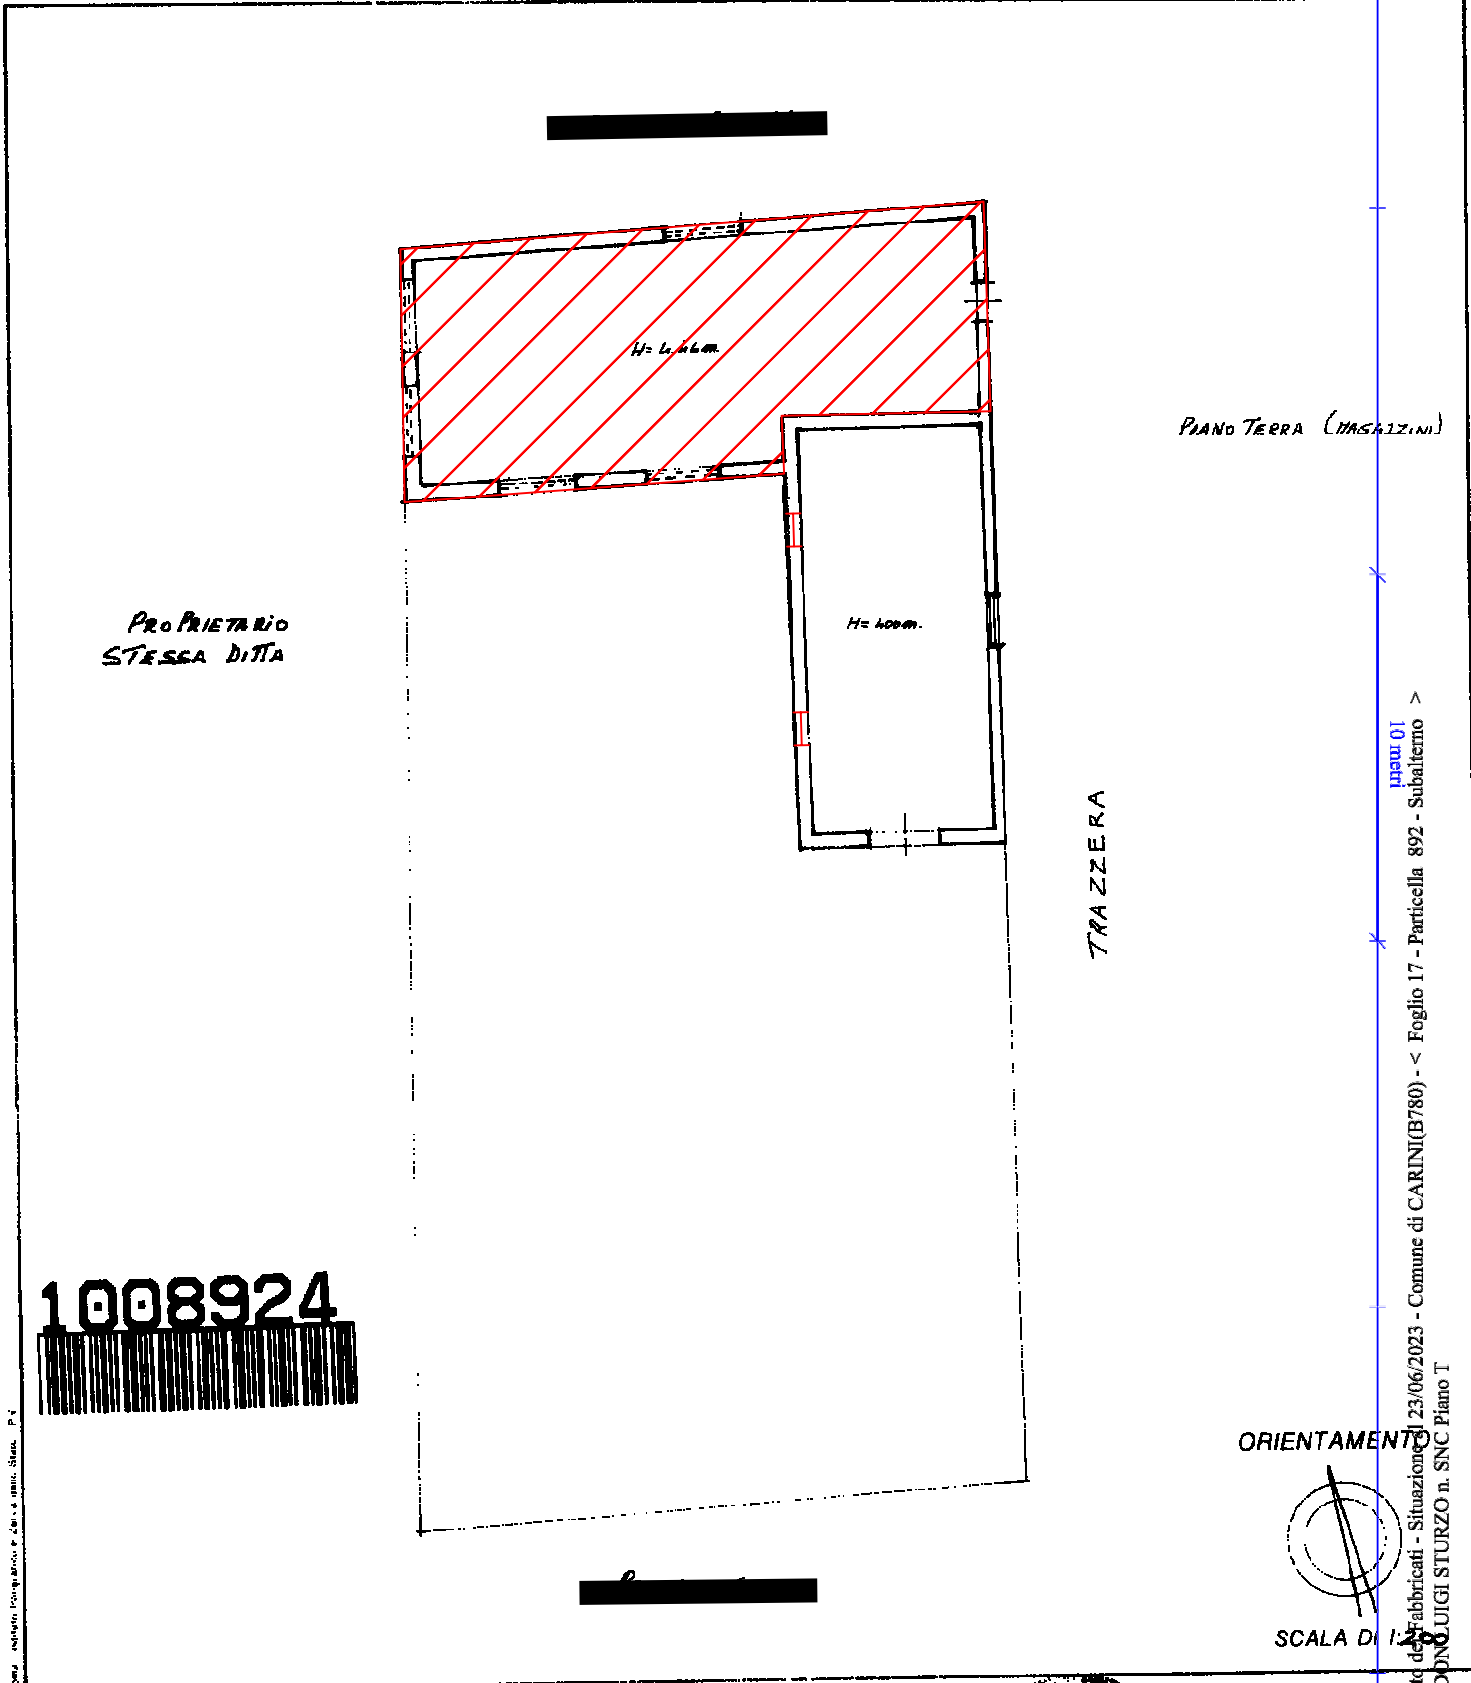 H= 4.46m.
PIANO TERRA (MAGAZZINI)
PROPRIETARIO
STESSA DITTA
H= 4.00m.
10 metri
TRAZZERA
1008924
ORIENTAMENTO
SCALA DI 1:200
to dei Fabbricati - Situazione al 23/06/2023 - Comune di CARINI(B780) - < Foglio 17 - Particella 892 - Subalterno >
DON LUIGI STURZO n. SNC Piano T